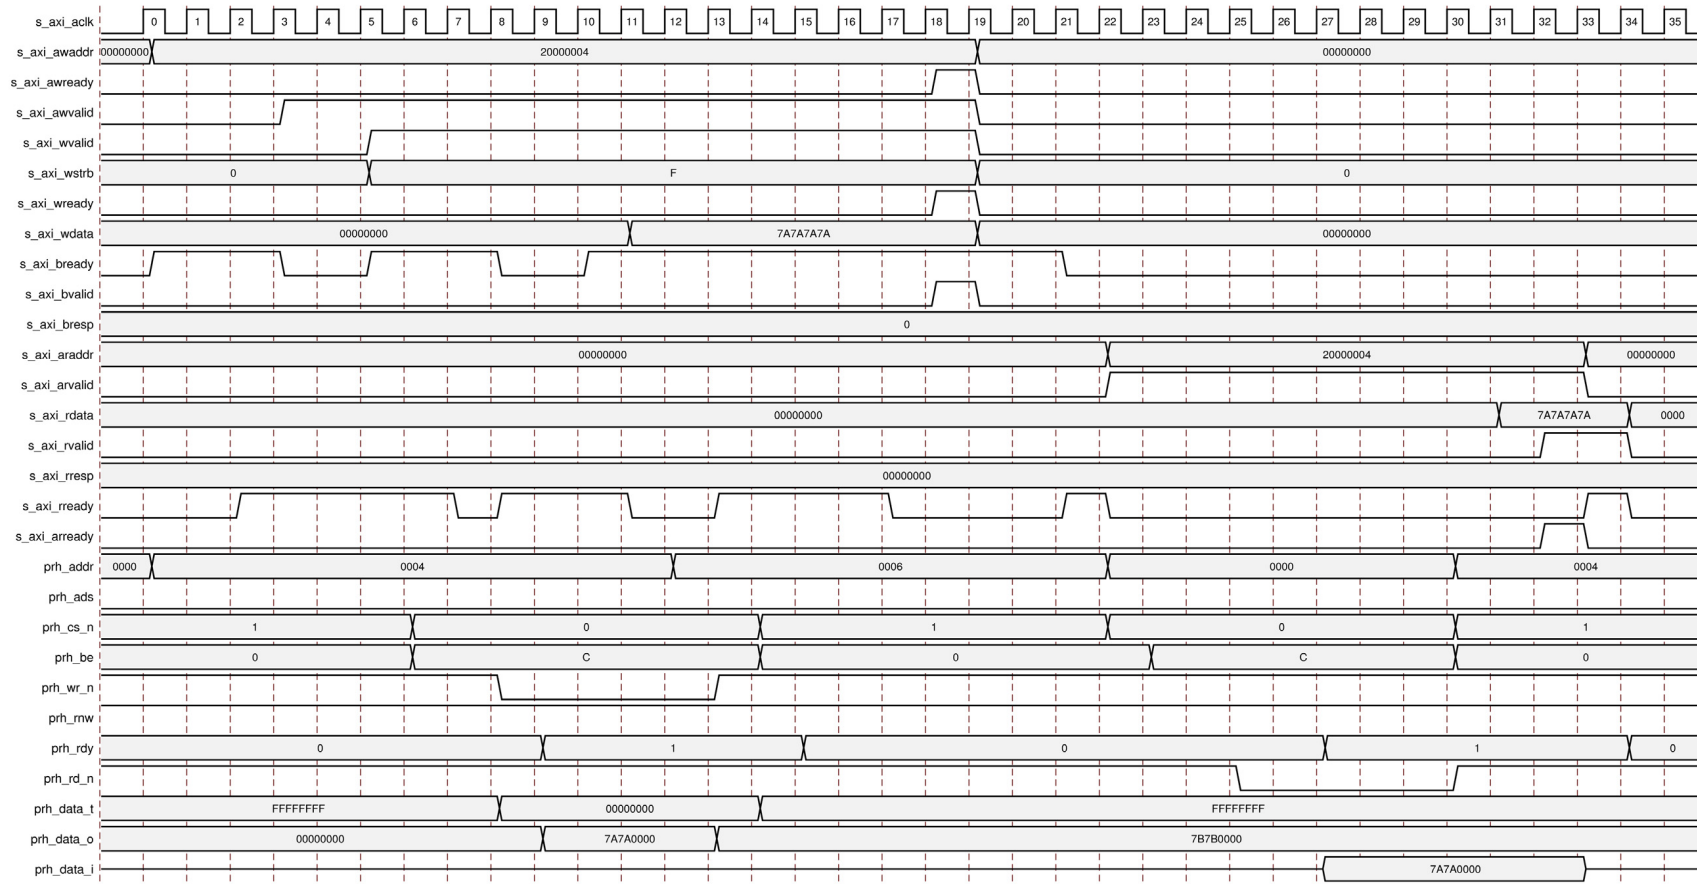 s_axi_aclk 0 1 2 3 4 5 6 7 8 9 10 11 12 13 14 15 16 17 18 19 20 21 22 23 24 25 26 27 28 29 30 31 32 33 34 35
s_axi_awaddr 00000000 20000004 00000000
s_axi_awready
s_axi_awvalid
s_axi_wvalid
s_axi_wstrb 0 F 0
s_axi_wready
s_axi_wdata 00000000 7A7A7A7A 00000000
s_axi_bready
s_axi_bvalid
s_axi_bresp 0
s_axi_araddr 00000000 20000004 00000000
s_axi_arvalid
s_axi_rdata 00000000 7A7A7A7A 0000
s_axi_rvalid
s_axi_rresp 00000000
s_axi_rready
s_axi_arready
prh_addr 0000 0004 0006 0000 0004
prh_ads
prh_cs_n 1 0 1 0 1
prh_be 0 C 0 C 0
prh_wr_n
prh_rnw
prh_rdy 0 1 0 1 0
prh_rd_n
prh_data_t FFFFFFFF 00000000 FFFFFFFF
prh_data_o 00000000 7A7A0000 7B7B0000
prh_data_i 7A7A0000